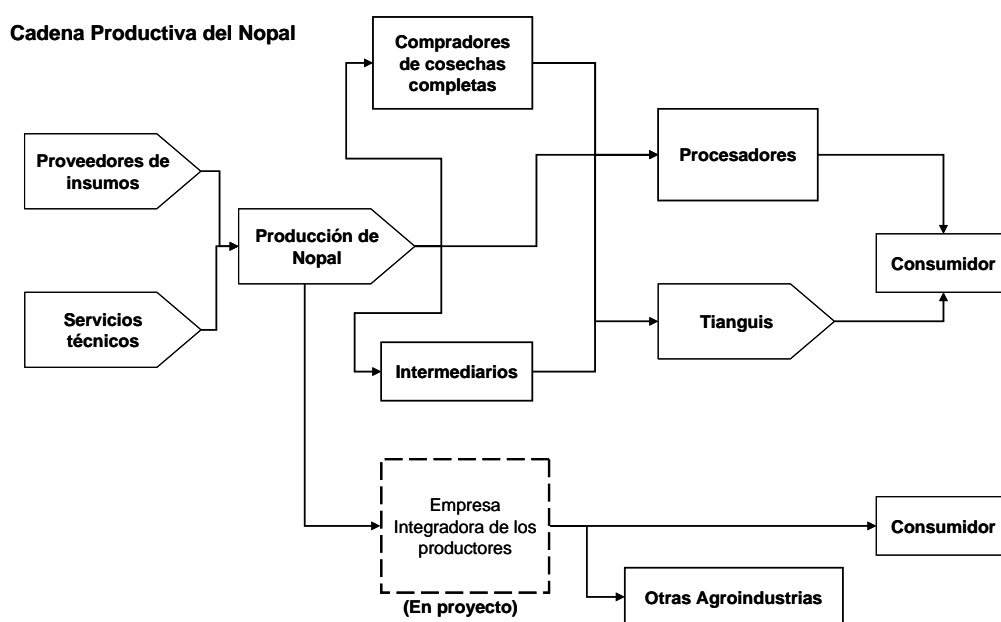 Cadena Productiva del Nopal
Compradores
de cosechas
completas
Proveedores de
insumos
Procesadores
Producción de
Nopal
Consumidor
Servicios
técnicos
Tianguis
Intermediarios
Empresa
Integradora de los
productores
(En proyecto)
Consumidor
Otras Agroindustrias